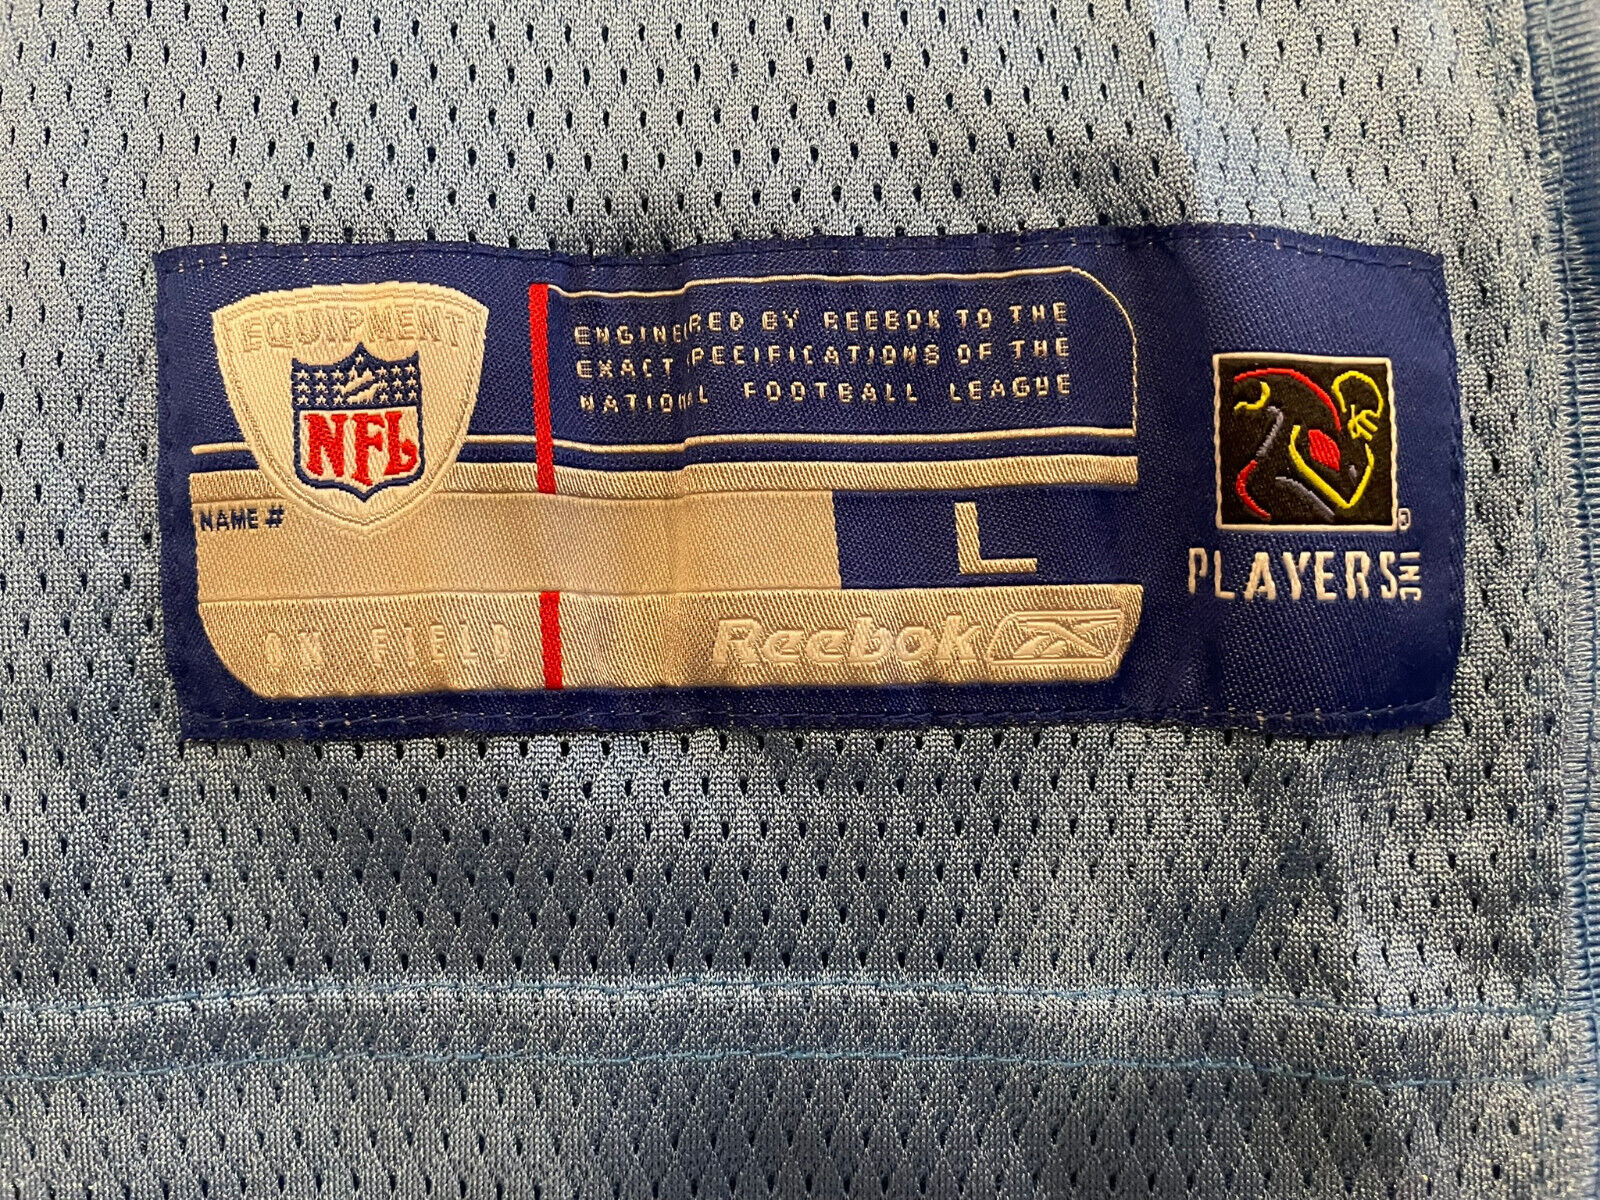 EQUIPMENT
NFL
ENGINEERED BY REEBOK TO THE
EXACT SPECIFICATIONS OF THE
NATIONAL FOOTBALL LEAGUE
NAME #
L
ON FIELD
Reebok
®
PLAYERS INC